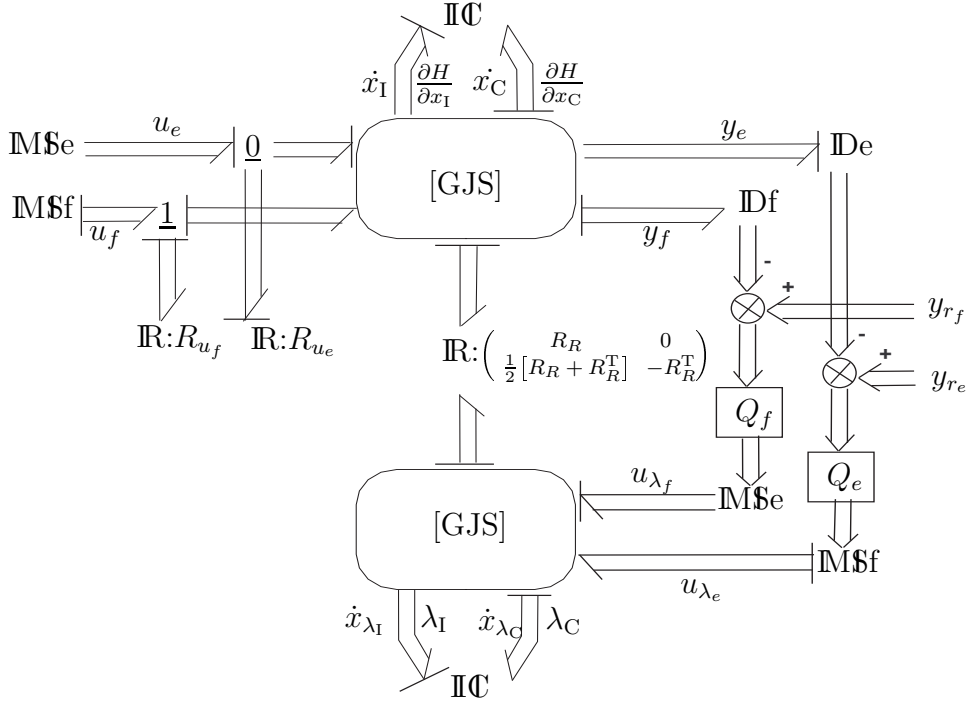 𝕀ℂ
ẋ_I ∂H/∂x_I ẋ_C ∂H/∂x_C
𝕄𝕊e u_e 0 [GJS] y_e 𝔻e
𝕄𝕊f u_f 1 y_f 𝔻f
- + y_{r_f}
ℝ:R_{u_f} ℝ:R_{u_e}
ℝ: ( R_R 0
½[R_R + R_R^T] -R_R^T )
- + y_{r_e}
Q_f
Q_e
u_{λ_f} 𝕄𝕊e
[GJS]
u_{λ_e} 𝕄𝕊f
ẋ_{λ_I} λ_I ẋ_{λ_C} λ_C
𝕀ℂ